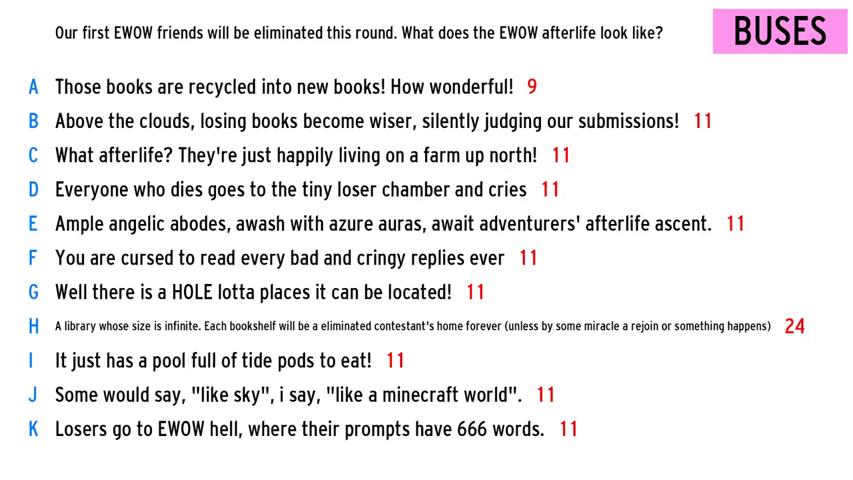 Our first EWOW friends will be eliminated this round. What does the EWOW afterlife look like?
BUSES
A Those books are recycled into new books! How wonderful! 9
B Above the clouds, losing books become wiser, silently judging our submissions! 11
C What afterlife? They're just happily living on a farm up north! 11
D Everyone who dies goes to the tiny loser chamber and cries 11
E Ample angelic abodes, awash with azure auras, await adventurers' afterlife ascent. 11
F You are cursed to read every bad and cringy replies ever 11
G Well there is a HOLE lotta places it can be located! 11
H A library whose size is infinite. Each bookshelf will be a eliminated contestant's home forever (unless by some miracle a rejoin or something happens) 24
I It just has a pool full of tide pods to eat! 11
J Some would say, "like sky", i say, "like a minecraft world". 11
K Losers go to EWOW hell, where their prompts have 666 words. 11